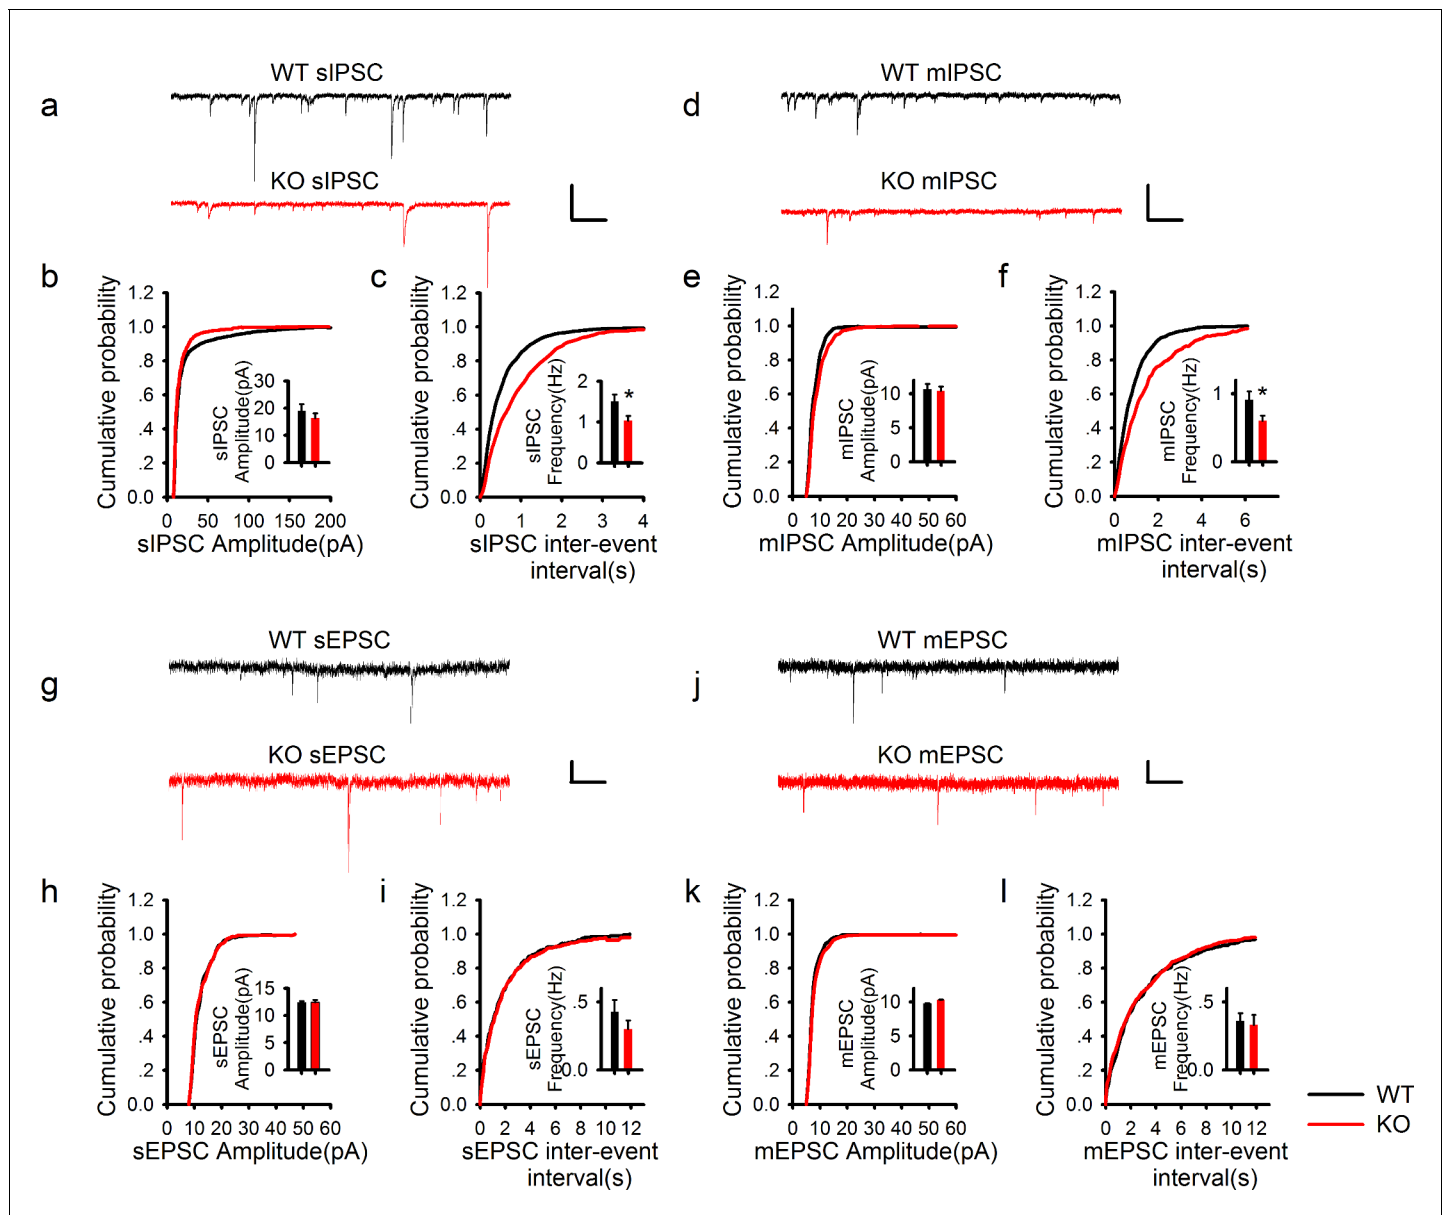 WT sIPSC
a
KO sIPSC
WT mIPSC
d
KO mIPSC
b
Cumulative probability
1.2
1.0
.8
.6
.4
.2
0.0
0 50 100 150 200
sIPSC Amplitude(pA)
sIPSC
Amplitude(pA)
30
20
10
0
c
Cumulative probability
1.2
1.0
.8
.6
.4
.2
0.0
0 1 2 3 4
sIPSC inter-event
interval(s)
sIPSC
Frequency(Hz)
2
1
0
*
e
Cumulative probability
1.2
1.0
.8
.6
.4
.2
0.0
0 10 20 30 40 50 60
mIPSC Amplitude(pA)
mIPSC
Amplitude(pA)
10
5
0
f
Cumulative probability
1.2
1.0
.8
.6
.4
.2
0.0
0 2 4 6
mIPSC inter-event
interval(s)
mIPSC
Frequency(Hz)
1
0
*
WT sEPSC
g
KO sEPSC
WT mEPSC
j
KO mEPSC
h
Cumulative probability
1.2
1.0
.8
.6
.4
.2
0.0
0 10 20 30 40 50 60
sEPSC Amplitude(pA)
sEPSC
Amplitude(pA)
15
10
5
0
i
Cumulative probability
1.2
1.0
.8
.6
.4
.2
0.0
0 2 4 6 8 10 12
sEPSC inter-event
interval(s)
sEPSC
Frequency(Hz)
.5
0.0
k
Cumulative probability
1.2
1.0
.8
.6
.4
.2
0.0
0 10 20 30 40 50 60
mEPSC Amplitude(pA)
mEPSC
Amplitude(pA)
10
5
0
l
Cumulative probability
1.2
1.0
.8
.6
.4
.2
0.0
0 2 4 6 8 10 12
mEPSC inter-event
interval(s)
mEPSC
Frequency(Hz)
.5
0.0
WT
KO